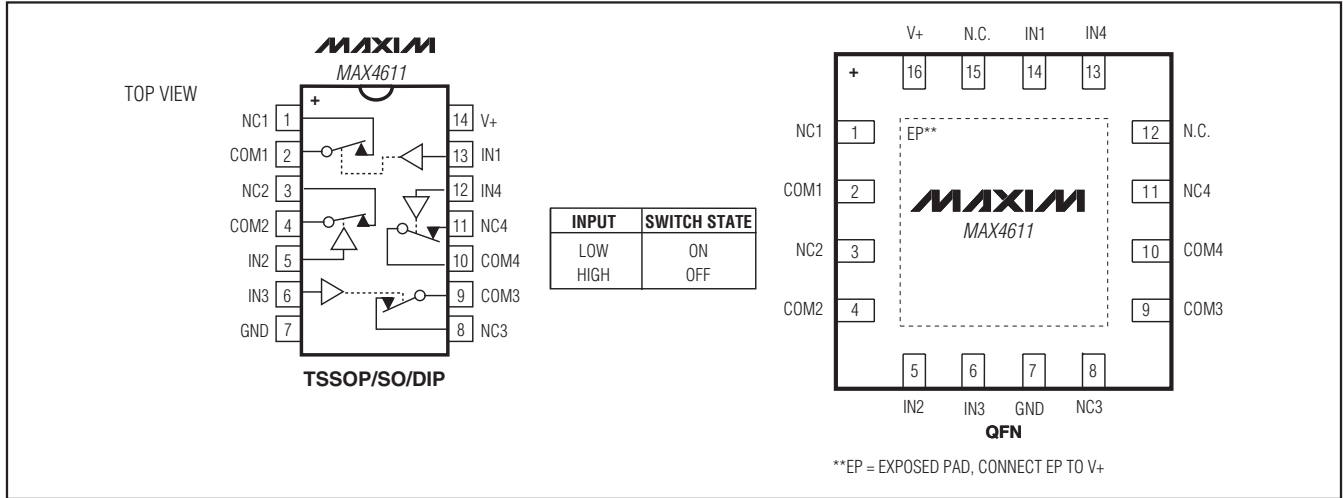 MAXIM
MAX4611
TOP VIEW
+
NC1 1
COM1 2
NC2 3
COM2 4
IN2 5
IN3 6
GND 7
14 V+
13 IN1
12 IN4
11 NC4
10 COM4
9 COM3
8 NC3
TSSOP/SO/DIP
INPUT SWITCH STATE
LOW ON
HIGH OFF
V+ N.C. IN1 IN4
+ 16 15 14 13
NC1 1
COM1 2
NC2 3
COM2 4
EP**
MAXIM
MAX4611
12 N.C.
11 NC4
10 COM4
9 COM3
5 6 7 8
IN2 IN3 GND NC3
QFN
**EP = EXPOSED PAD, CONNECT EP TO V+